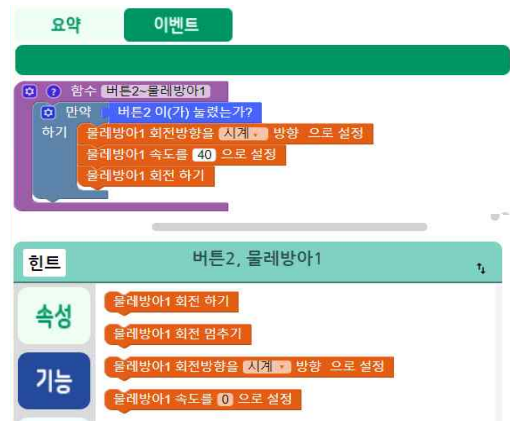 요약 이벤트
함수 버튼2~물레방아1
만약 버튼2 이(가) 눌렸는가?
하기 물레방아1 회전방향을 시계 방향 으로 설정
물레방아1 속도를 40 으로 설정
물레방아1 회전 하기
힌트 버튼2, 물레방아1
속성
물레방아1 회전 하기
물레방아1 회전 멈추기
기능
물레방아1 회전방향을 시계 방향 으로 설정
물레방아1 속도를 0 으로 설정